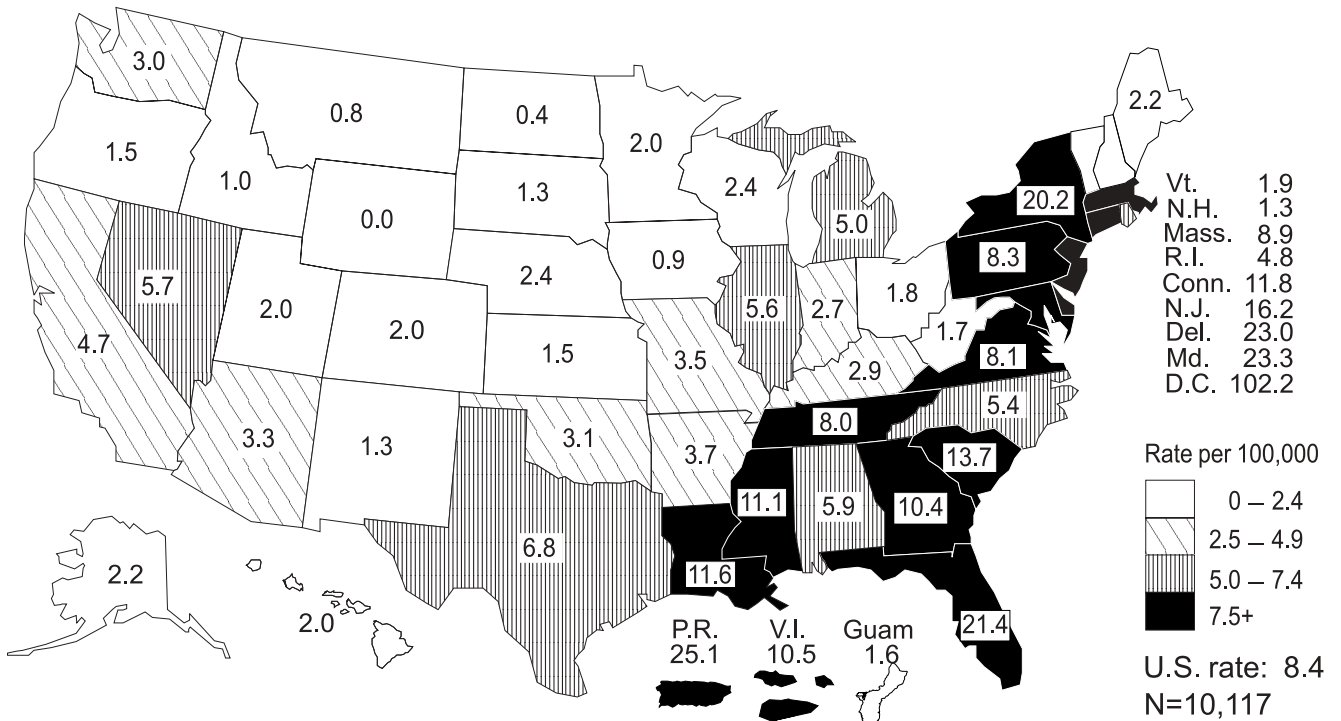 3.0
0.8
0.4
2.0
2.2
1.5
1.0
1.3
2.4
20.2
0.0
5.0
5.7
2.0
2.0
2.4
0.9
5.6
2.7
1.8
8.3
1.7
8.1
4.7
1.5
3.5
2.9
3.3
1.3
3.1
3.7
8.0
5.4
13.7
6.8
11.1
5.9
10.4
11.6
21.4
2.2
2.0
P.R.
25.1
V.I.
10.5
Guam
1.6
Vt. 1.9
N.H. 1.3
Mass. 8.9
R.I. 4.8
Conn. 11.8
N.J. 16.2
Del. 23.0
Md. 23.3
D.C. 102.2
Rate per 100,000
0 – 2.4
2.5 – 4.9
5.0 – 7.4
7.5+
U.S. rate: 8.4
N=10,117